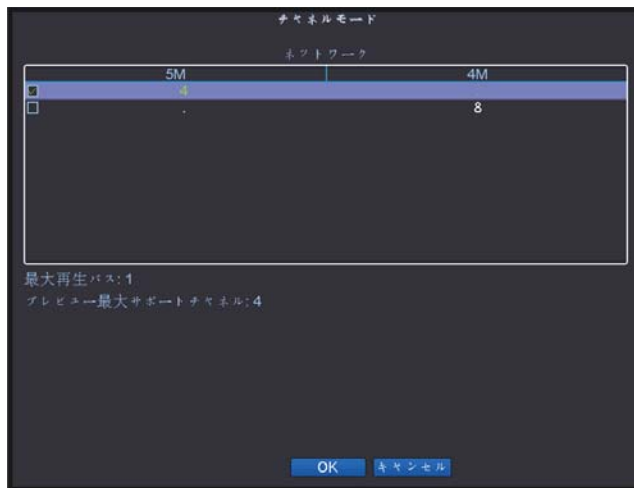 チャネルモード
ネットワーク
5M 4M
4
. 8
最大再生パス:1
プレビュー最大サポートチャネル:4
OK キャンセル